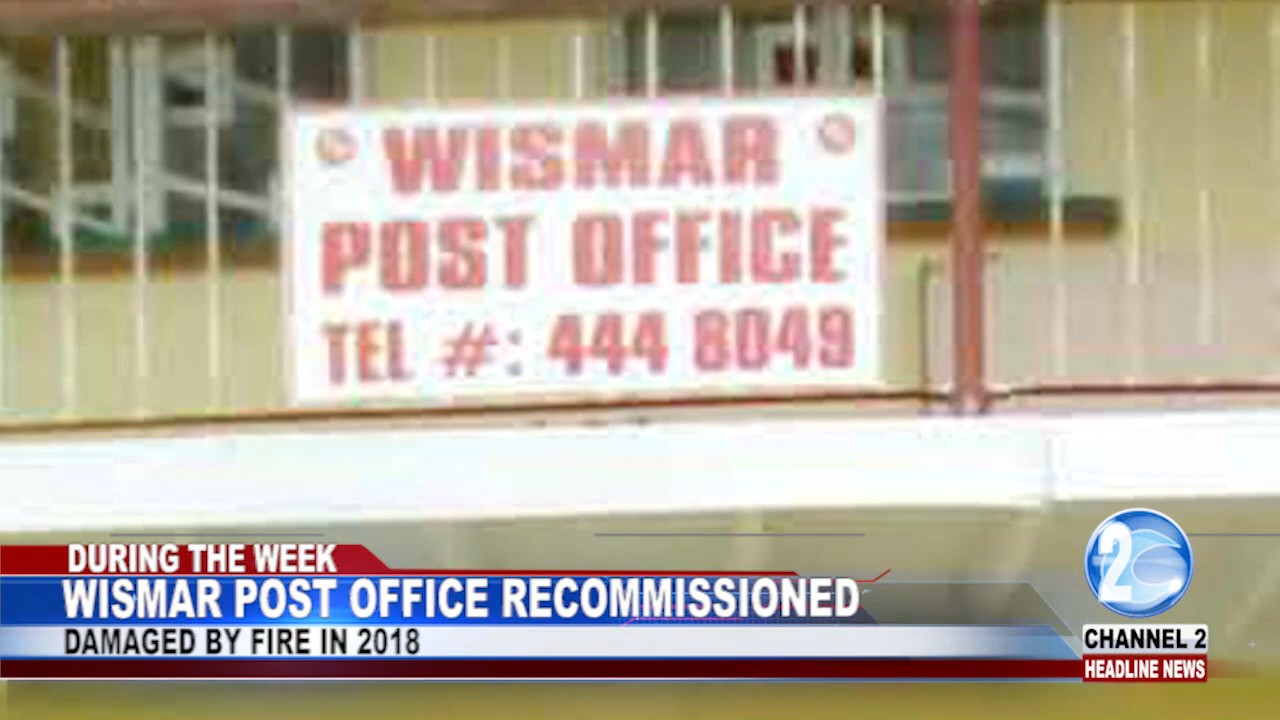 WISMAR
POST OFFICE
TEL #: 444 8049
DURING THE WEEK
WISMAR POST OFFICE RECOMMISSIONED
DAMAGED BY FIRE IN 2018
2
CHANNEL 2
HEADLINE NEWS